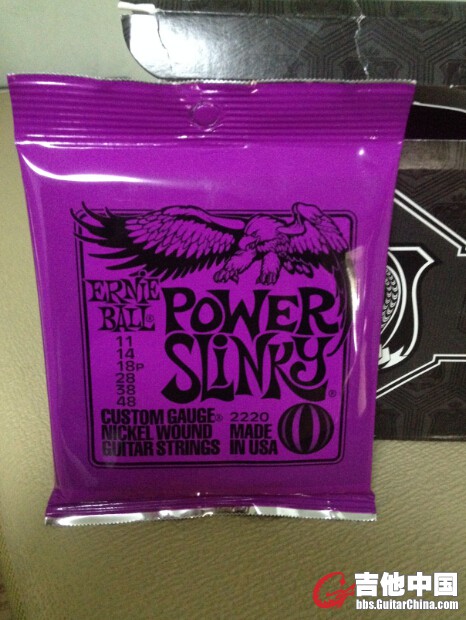 ERNIE
BALL®
POWER
SLINKY®
11
14
18P
28
38
48
CUSTOM GAUGE® 2220
NICKEL WOUND MADE
GUITAR STRINGS IN USA
吉他中国
bbs.GuitarChina.com